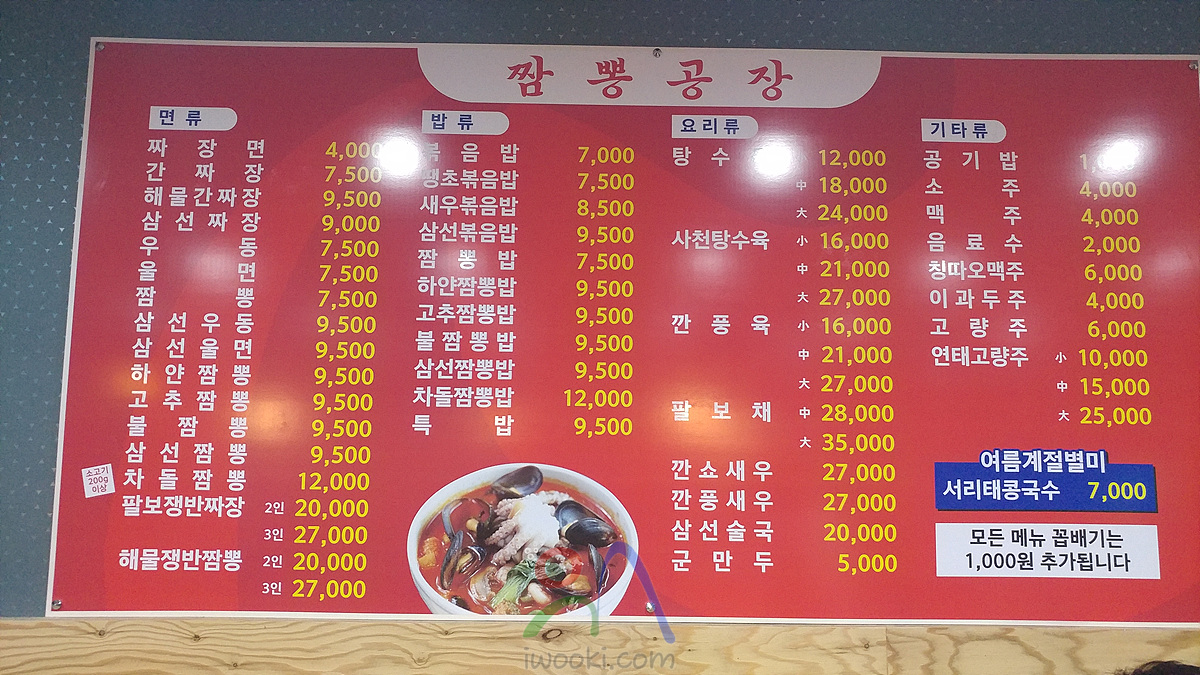 짬뽕공장
면류
짜장면 4,000
간짜장 7,500
해물간짜장 9,500
삼선짜장 9,000
우동 7,500
울면 7,500
짬뽕 7,500
삼선우동 9,500
삼선울면 9,500
하얀짬뽕 9,500
고추짬뽕 9,500
불짬뽕 9,500
삼선짬뽕 9,500
소고기
200g
이상
차돌짬뽕 12,000
팔보쟁반짜장 2인 20,000
3인 27,000
해물쟁반짬뽕 2인 20,000
3인 27,000
밥류
볶음밥 7,000
땡초볶음밥 7,500
새우볶음밥 8,500
삼선볶음밥 9,500
짬뽕밥 7,500
하얀짬뽕밥 9,500
고추짬뽕밥 9,500
불짬뽕밥 9,500
삼선짬뽕밥 9,500
차돌짬뽕밥 12,000
특밥 9,500
요리류
탕수 12,000
中 18,000
大 24,000
사천탕수육 小 16,000
中 21,000
大 27,000
깐풍육 小 16,000
中 21,000
大 27,000
팔보채 中 28,000
大 35,000
깐쇼새우 27,000
깐풍새우 27,000
삼선술국 20,000
군만두 5,000
기타류
공기밥
소주 4,000
맥주 4,000
음료수 2,000
칭따오맥주 6,000
이과두주 4,000
고량주 6,000
연태고량주 小 10,000
中 15,000
大 25,000
여름계절별미
서리태콩국수 7,000
모든 메뉴 꼽배기는
1,000원 추가됩니다
iwooki.com